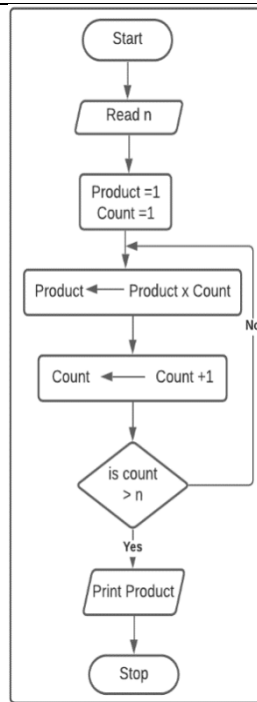 Start
Read n
Product =1
Count =1
Product Product x Count
No
Count Count +1
is count
> n
Yes
Print Product
Stop